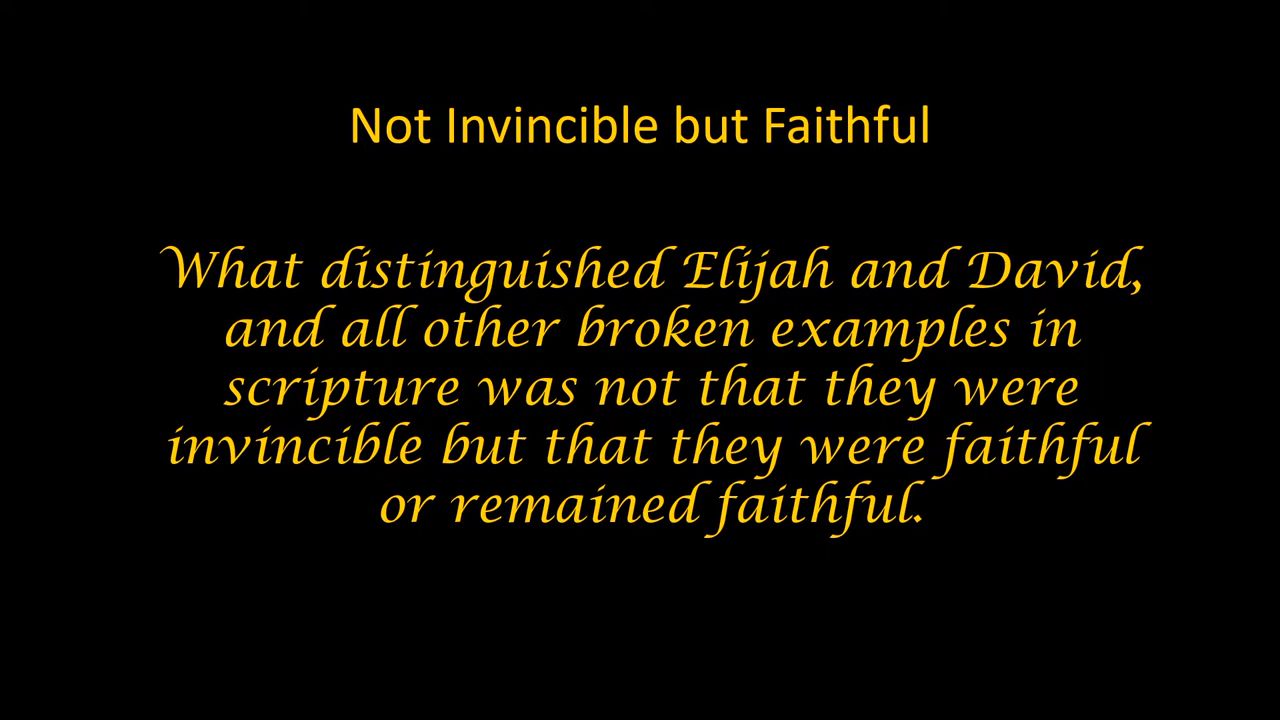 Not Invincible but Faithful
What distinguished Elijah and David,
and all other broken examples in
scripture was not that they were
invincible but that they were faithful
or remained faithful.